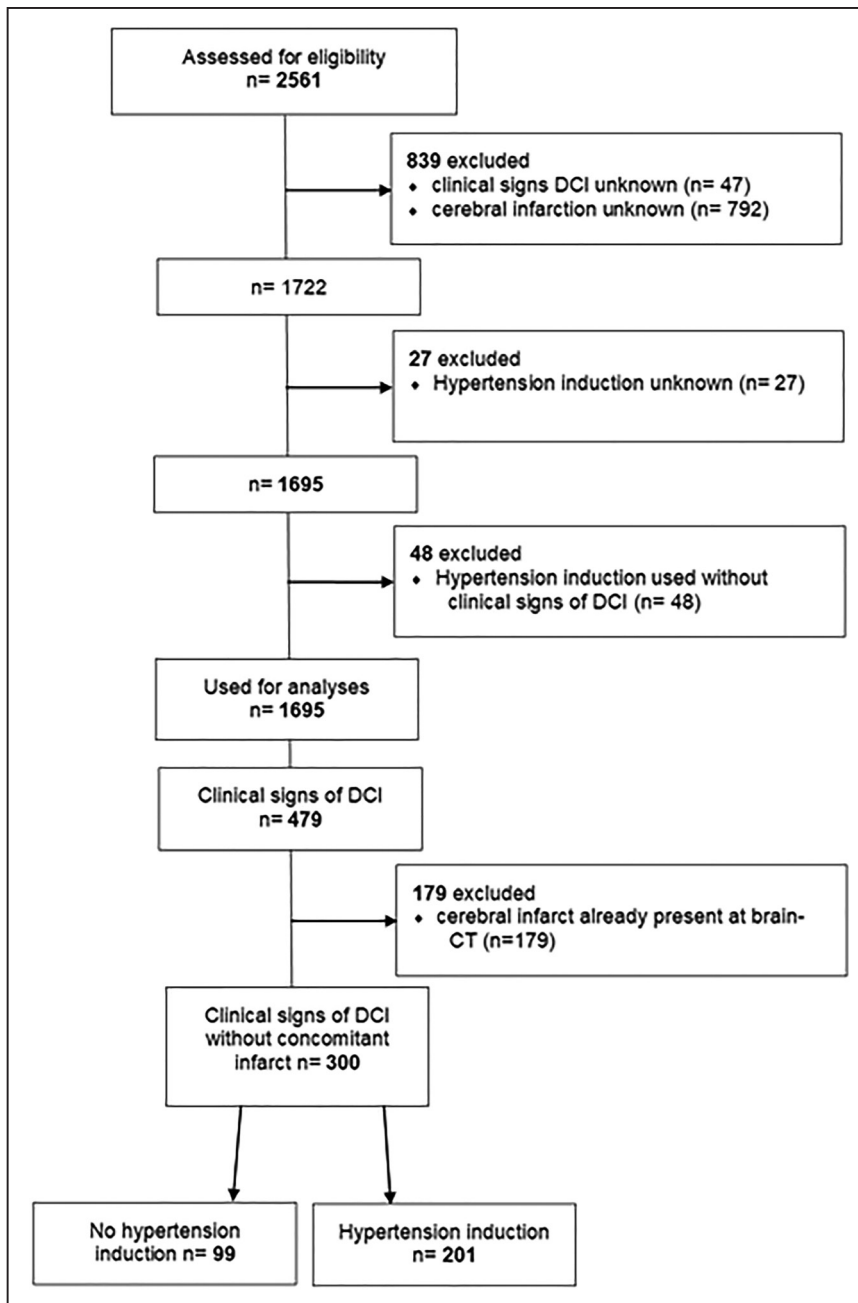 Assessed for eligibility
n= 2561
839 excluded
♦ clinical signs DCI unknown (n= 47)
♦ cerebral infarction unknown (n= 792)
n= 1722
27 excluded
♦ Hypertension induction unknown (n= 27)
n= 1695
48 excluded
♦ Hypertension induction used without
clinical signs of DCI (n= 48)
Used for analyses
n= 1695
Clinical signs of DCI
n= 479
179 excluded
♦ cerebral infarct already present at brain-
CT (n=179)
Clinical signs of DCI
without concomitant
infarct n= 300
No hypertension
induction n= 99
Hypertension induction
n= 201